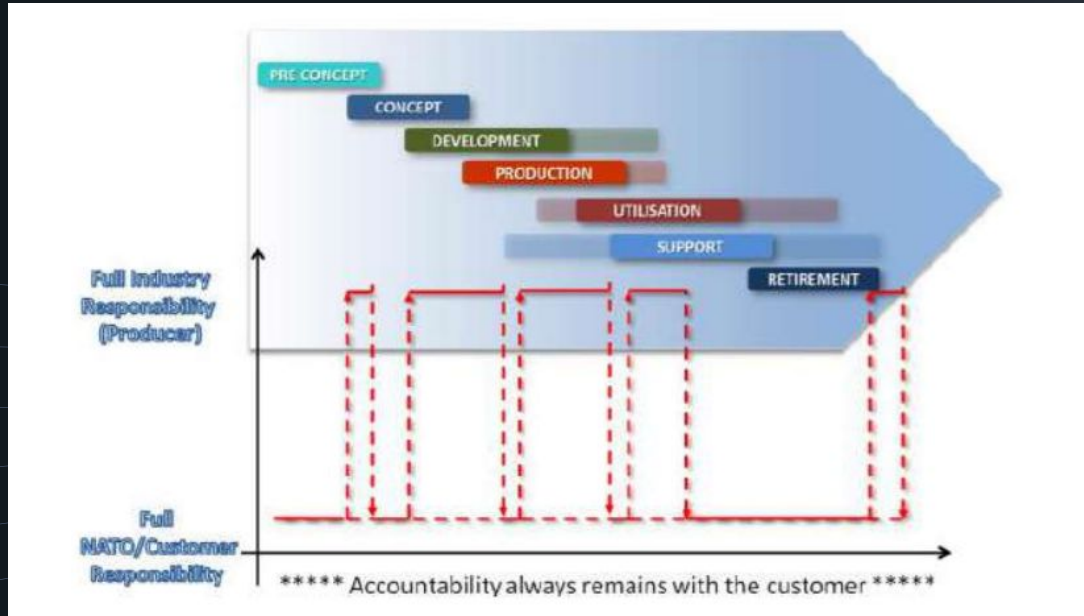 PRE CONCEPT
CONCEPT
DEVELOPMENT
PRODUCTION
UTILISATION
SUPPORT
RETIREMENT
Full Industry
Responsibility
(Producer)
Full
NATO/Customer
Responsibility
***** Accountability always remains with the customer *****